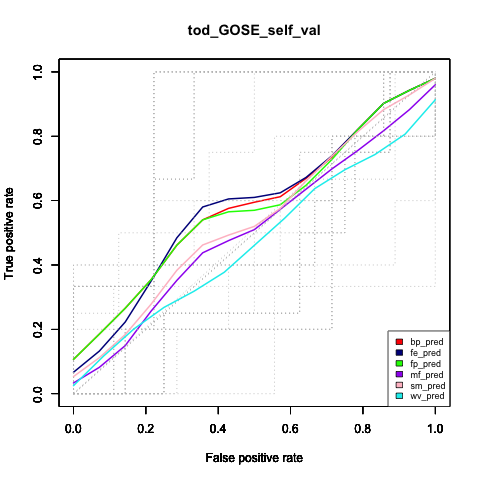 tod_GOSE_self_val
True positive rate
1.0
0.8
0.6
0.4
0.2
0.0
bp_pred
fe_pred
fp_pred
mf_pred
sm_pred
wv_pred
0.0 0.2 0.4 0.6 0.8 1.0
False positive rate